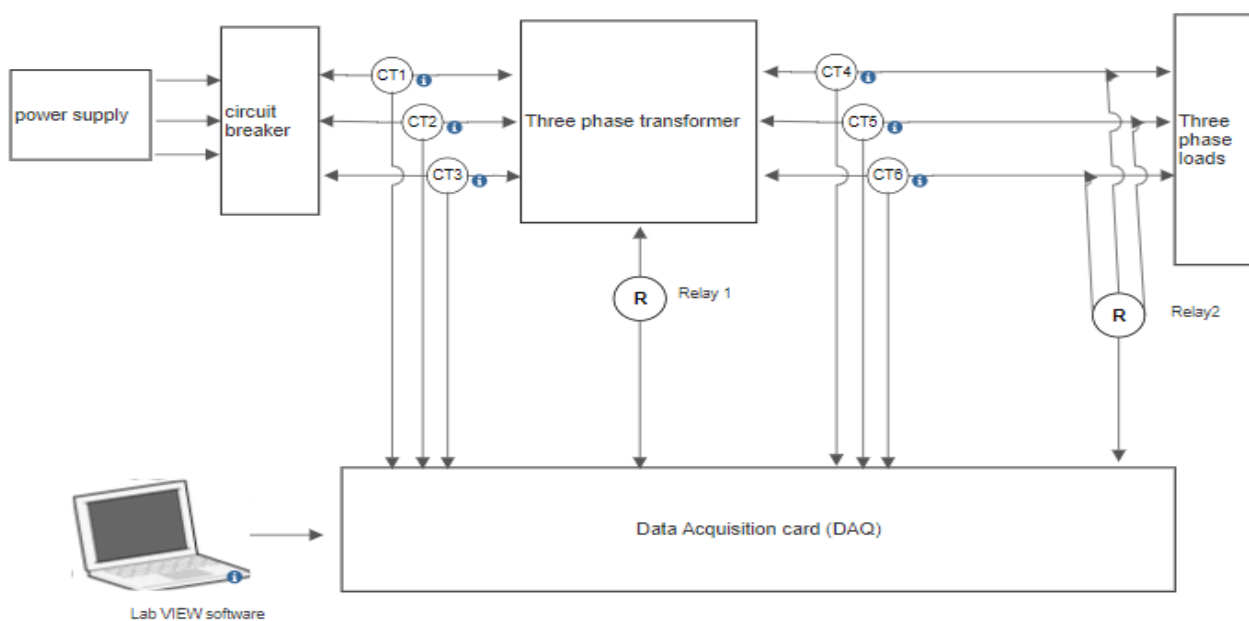 power supply
circuit
breaker
CT1
CT2
CT3
Three phase transformer
CT4
CT5
CT6
Three
phase
loads
R
Relay 1
R
Relay2
Data Acquisition card (DAQ)
Lab VIEW software